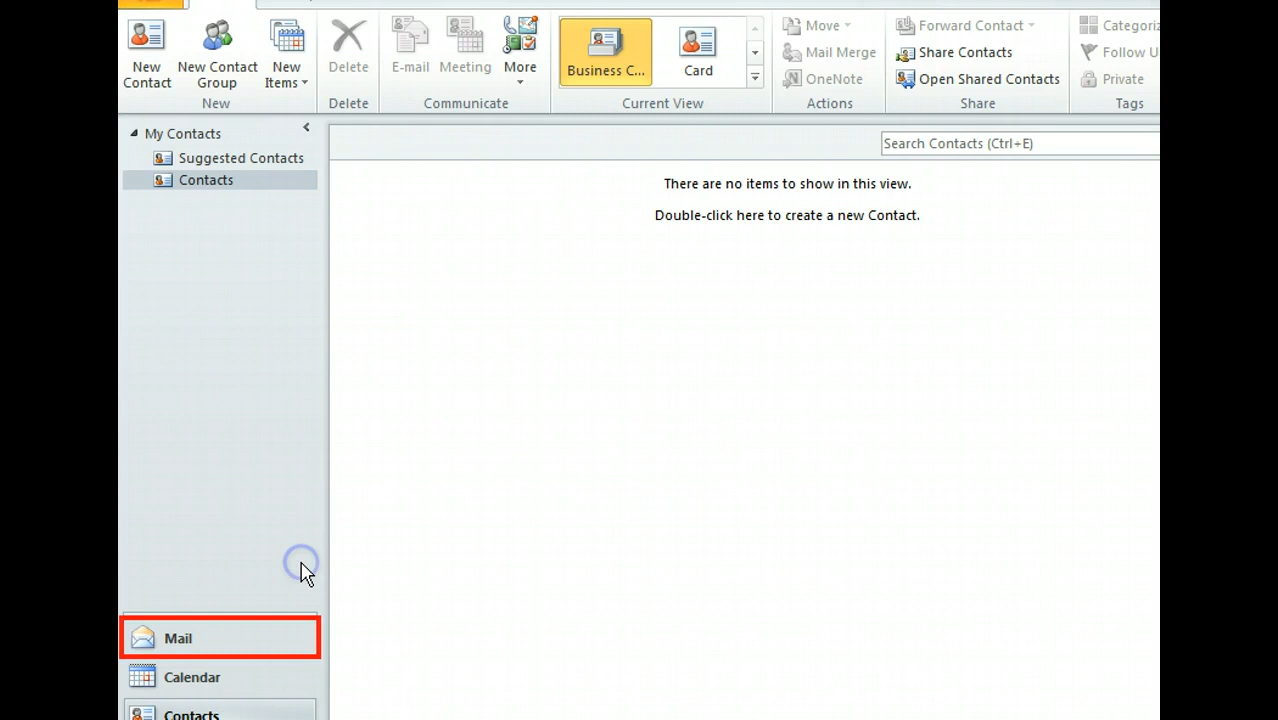 New Contact
New Contact Group
New Items
New
Delete
Delete
E-mail
Meeting
More
Communicate
Business C...
Card
Current View
Move
Mail Merge
OneNote
Actions
Forward Contact
Share Contacts
Open Shared Contacts
Share
Categoriz
Follow U
Private
Tags
My Contacts
Suggested Contacts
Contacts
Search Contacts (Ctrl+E)
There are no items to show in this view.
Double-click here to create a new Contact.
Mail
Calendar
Contacts